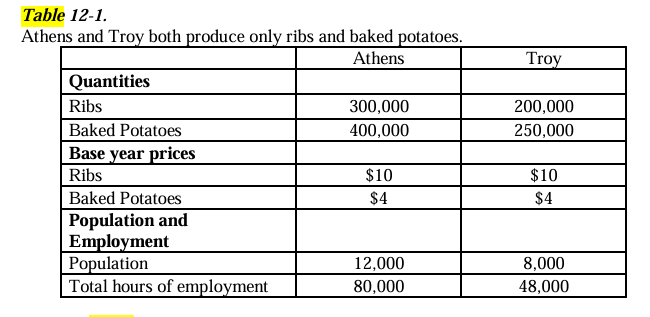 Table 12-1.
Athens and Troy both produce only ribs and baked potatoes.
Athens Troy
Quantities
Ribs 300,000 200,000
Baked Potatoes 400,000 250,000
Base year prices
Ribs $10 $10
Baked Potatoes $4 $4
Population and
Employment
Population 12,000 8,000
Total hours of employment 80,000 48,000